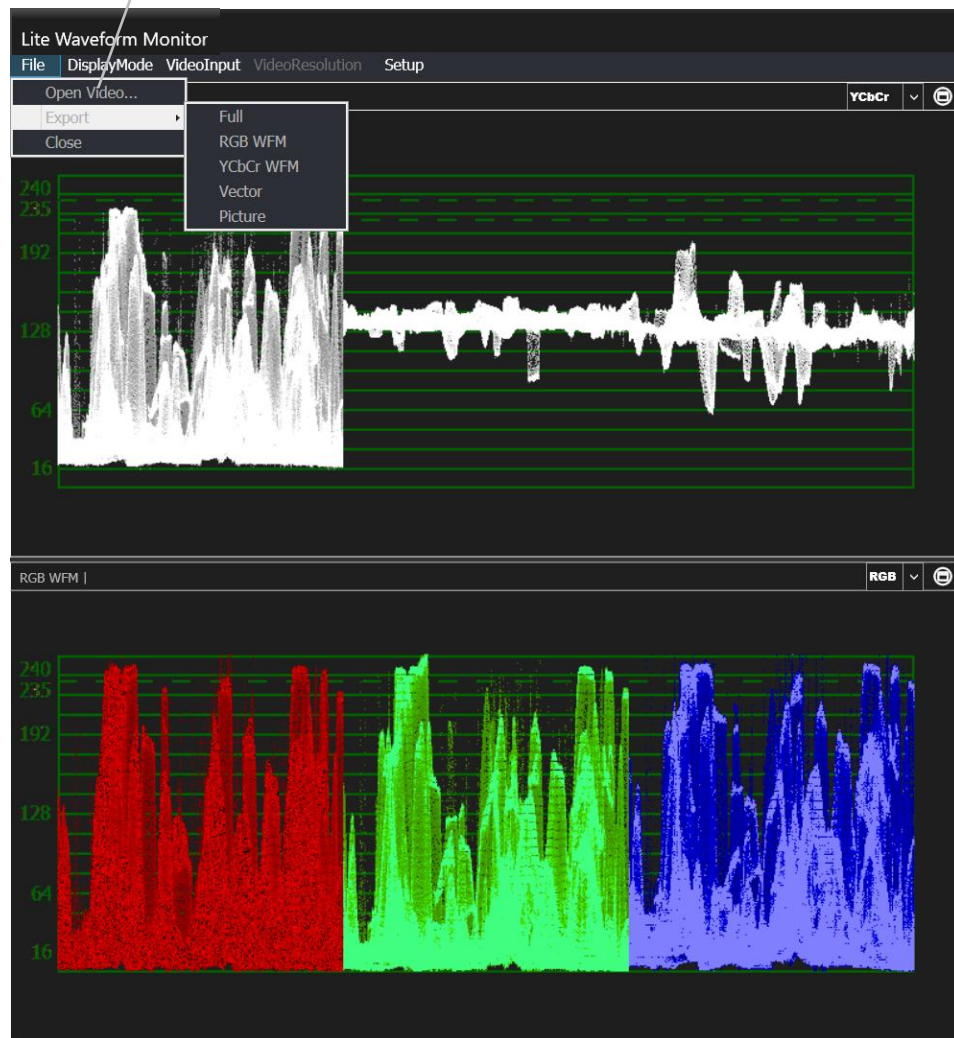 Lite Waveform Monitor
File DisplayMode VideoInput VideoResolution Setup
Open Video...
Export
Close
Full
RGB WFM
YCbCr WFM
Vector
Picture
YCbCr
240
235
192
128
64
16
RGB WFM |
RGB
240
235
192
128
64
16